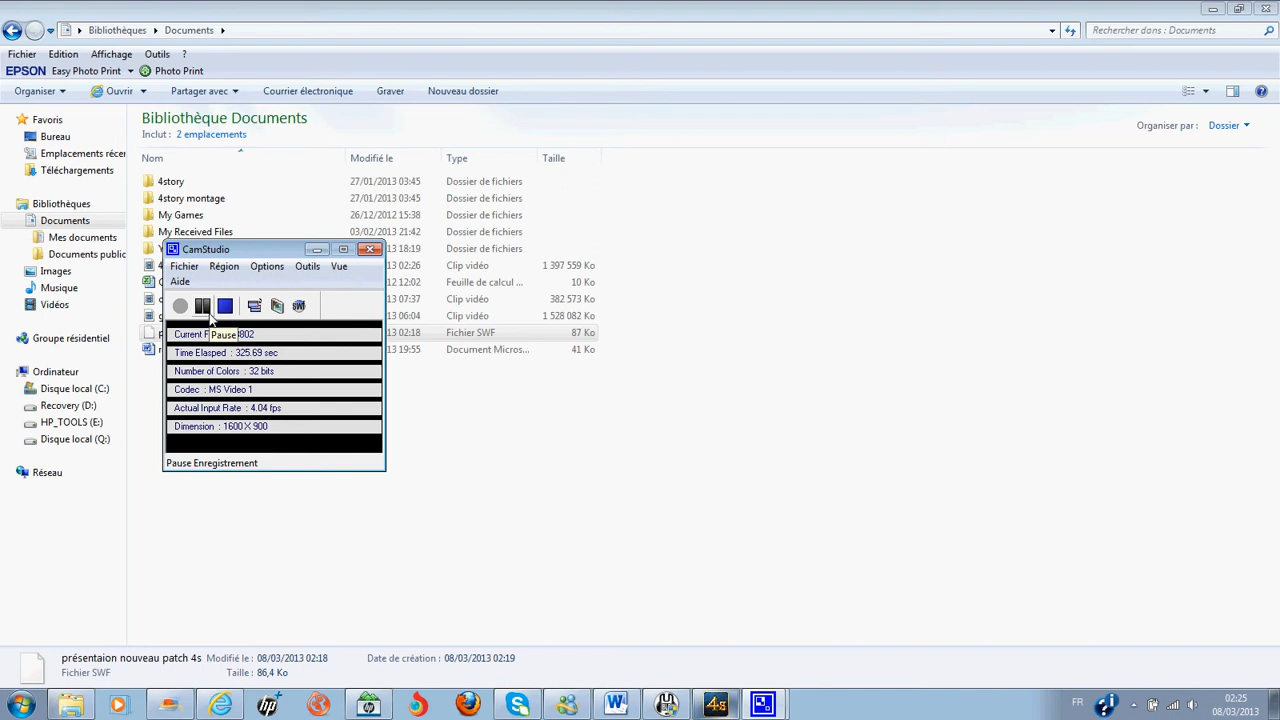 Bibliothèques
Documents
Rechercher dans : Documents
Fichier Edition Affichage Outils ?
EPSON Easy Photo Print Photo Print
Organiser Ouvrir Partager avec Courrier électronique Graver Nouveau dossier
Favoris
Bureau
Emplacements récer
Téléchargements
Bibliothèques
Documents
Mes documents
Documents public
Images
Musique
Vidéos
Groupe résidentiel
Ordinateur
Disque local (C:)
Recovery (D:)
HP_TOOLS (E:)
Disque local (Q:)
Réseau
Bibliothèque Documents
Inclut : 2 emplacements
Organiser par : Dossier
Nom Modifié le Type Taille
4story 27/01/2013 03:45 Dossier de fichiers
4story montage 27/01/2013 03:45 Dossier de fichiers
My Games 26/12/2012 15:38 Dossier de fichiers
My Received Files 3/02/2013 21:42 Dossier de fichiers
13 18:19 Dossier de fichiers
13 02:26 Clip vidéo 1 397 559 Ko
12 12:02 Feuille de calcul ... 10 Ko
13 07:37 Clip vidéo 382 573 Ko
13 06:04 Clip vidéo 1 528 082 Ko
13 02:18 Fichier SWF 87 Ko
13 19:55 Document Micros... 41 Ko
CamStudio
Fichier Région Options Outils Vue
Aide
SWF
Current F
Pause
Time Elasped : 325.69 sec
Number of Colors : 32 bits
Codec : MS Video 1
Actual Input Rate : 4.04 fps
Dimension : 1600 X 900
Pause Enregistrement
présentaion nouveau patch 4s Modifié le : 08/03/2013 02:18 Date de création : 08/03/2013 02:19
Fichier SWF Taille : 86,4 Ko
hp
W
4s
FR
02:25
08/03/2013